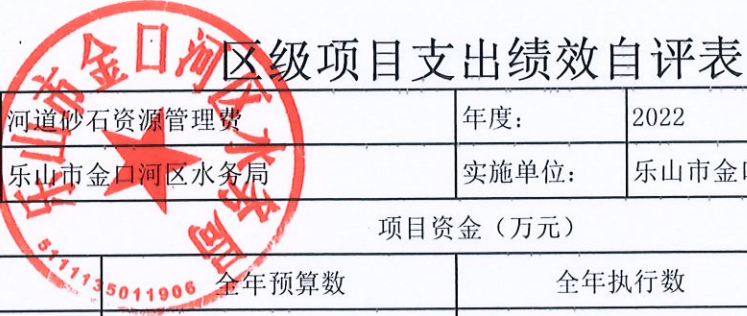 区级项目支出绩效自评表
河道砂石资源管理费 年度： 2022
乐山市金口河区水务局 实施单位： 乐山市金口
项目资金（万元）
全年预算数 全年执行数
乐山市金口河区水务局
5111135011906